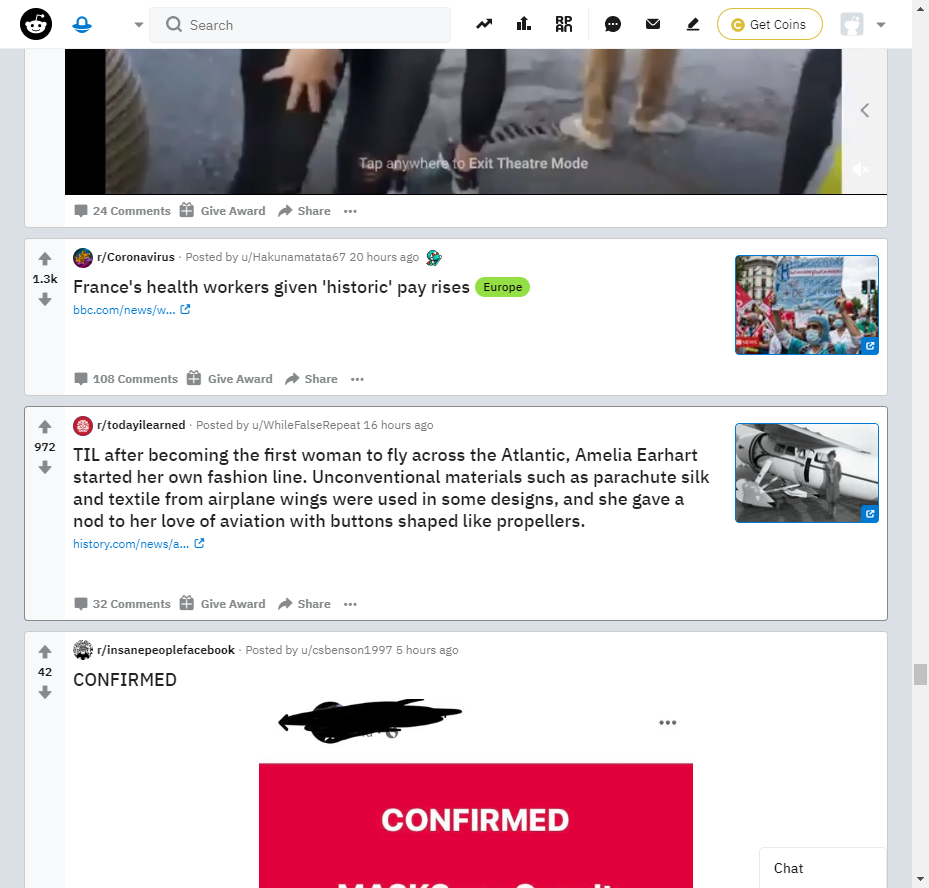 Search
Get Coins
Tap anywhere to Exit Theatre Mode
24 Comments Give Award Share
r/Coronavirus · Posted by u/Hakunamatata67 20 hours ago
1.3k
France's health workers given 'historic' pay rises Europe
bbc.com/news/w...
NEWS
108 Comments Give Award Share
r/todayilearned · Posted by u/WhileFalseRepeat 16 hours ago
972
TIL after becoming the first woman to fly across the Atlantic, Amelia Earhart
started her own fashion line. Unconventional materials such as parachute silk
and textile from airplane wings were used in some designs, and she gave a
nod to her love of aviation with buttons shaped like propellers.
history.com/news/a...
32 Comments Give Award Share
r/insanepeoplefacebook · Posted by u/csbenson1997 5 hours ago
42
CONFIRMED
CONFIRMED
Chat